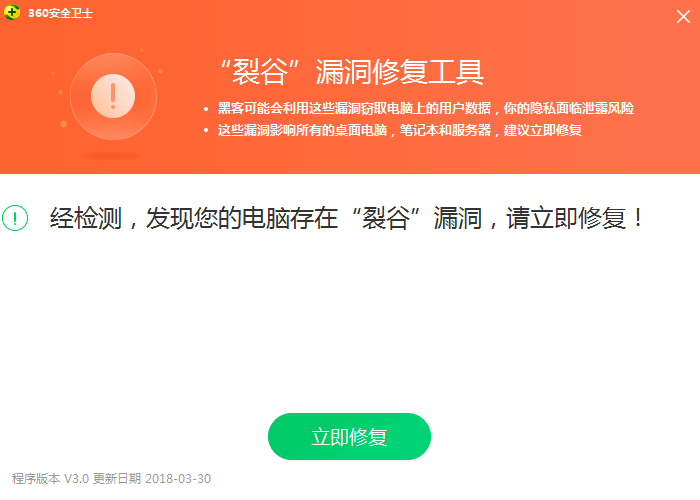 360安全卫士
“裂谷”漏洞修复工具
• 黑客可能会利用这些漏洞窃取电脑上的用户数据，你的隐私面临泄露风险
• 这些漏洞影响所有的桌面电脑，笔记本和服务器，建议立即修复
经检测，发现您的电脑存在“裂谷”漏洞，请立即修复！
立即修复
程序版本 V3.0 更新日期 2018-03-30